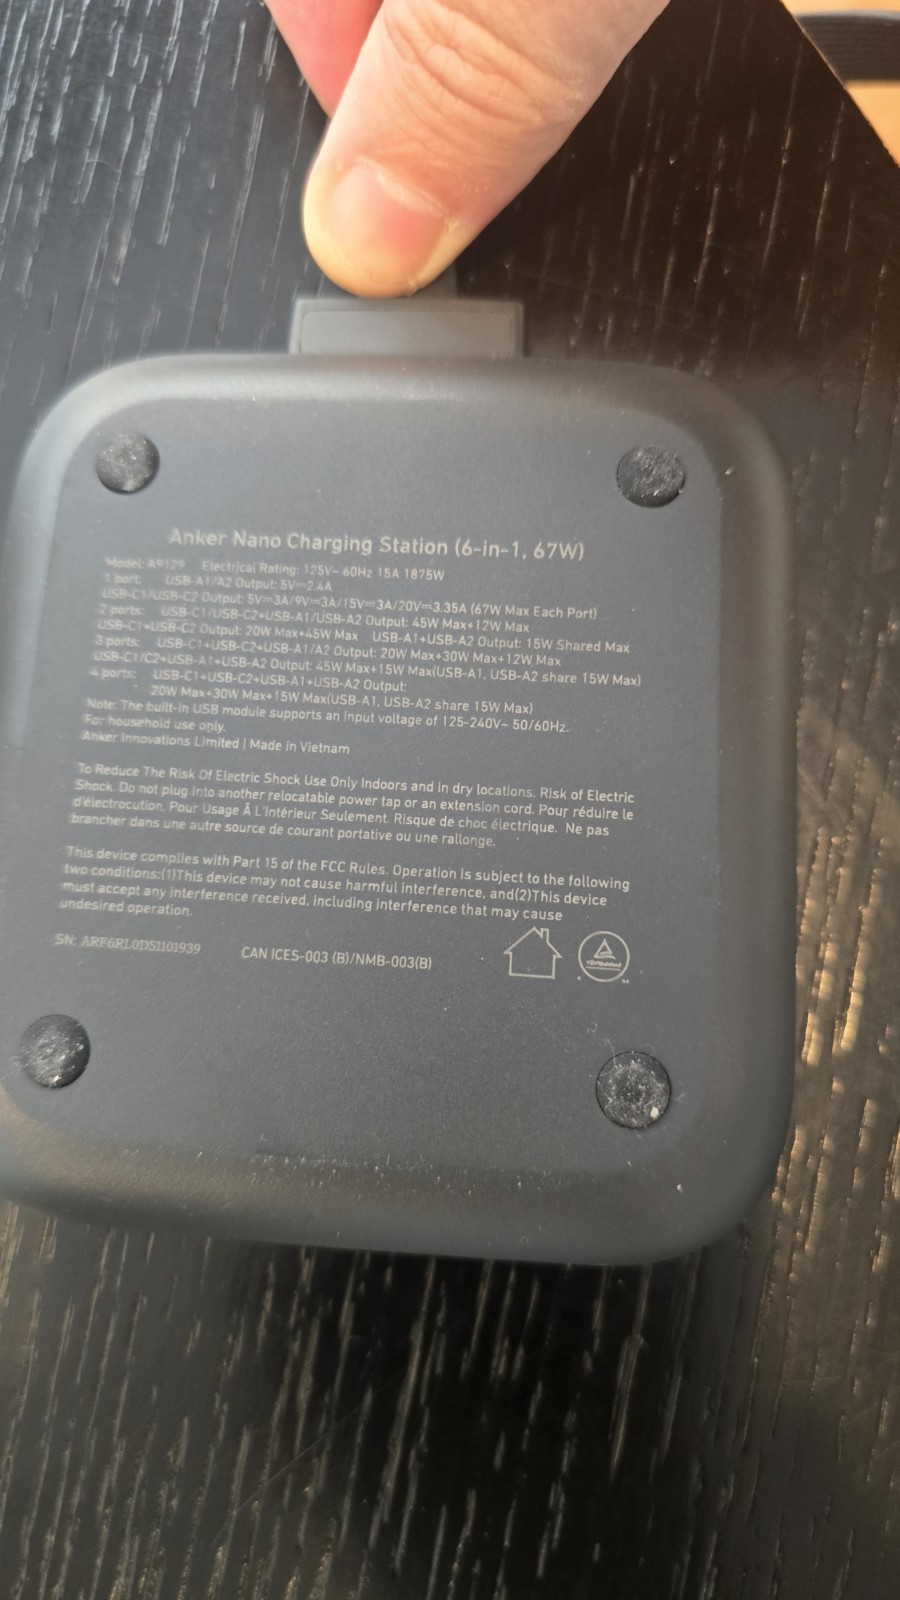 Anker Nano Charging Station (6-in-1, 67W)
Model: A9129 Electrical Rating: 125V~ 60Hz 15A 1875W
1 port: USB-A1/A2 Output: 5V⎓2.4A
USB-C1/USB-C2 Output: 5V⎓3A/9V⎓3A/15V⎓3A/20V⎓3.35A (67W Max Each Port)
2 ports: USB-C1/USB-C2+USB-A1/USB-A2 Output: 45W Max+12W Max
USB-C1+USB-C2 Output: 20W Max+45W Max USB-A1+USB-A2 Output: 15W Shared Max
3 ports: USB-C1+USB-C2+USB-A1/A2 Output: 20W Max+30W Max+12W Max
USB-C1/C2+USB-A1+USB-A2 Output: 45W Max+15W Max(USB-A1, USB-A2 share 15W Max)
4 ports: USB-C1+USB-C2+USB-A1+USB-A2 Output:
20W Max+30W Max+15W Max(USB-A1, USB-A2 share 15W Max)
Note: The built-in USB module supports an input voltage of 125-240V~ 50/60Hz.
For household use only.
Anker Innovations Limited | Made in Vietnam
To Reduce The Risk Of Electric Shock Use Only Indoors and in dry locations. Risk of Electric
Shock. Do not plug into another relocatable power tap or an extension cord. Pour réduire le
d'électrocution. Pour Usage À L'Intérieur Seulement. Risque de choc électrique. Ne pas
brancher dans une autre source de courant portative ou une rallonge.
This device complies with Part 15 of the FCC Rules. Operation is subject to the following
two conditions:(1)This device may not cause harmful interference, and(2)This device
must accept any interference received, including interference that may cause
undesired operation.
SN: ARF6RL0D51101939 CAN ICES-003 (B)/NMB-003(B)